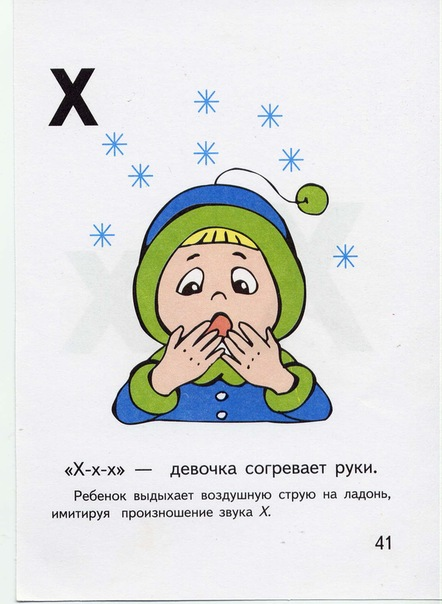 Х
«Х-х-х» — девочка согревает руки.
Ребенок выдыхает воздушную струю на ладонь,
имитируя произношение звука Х.
41